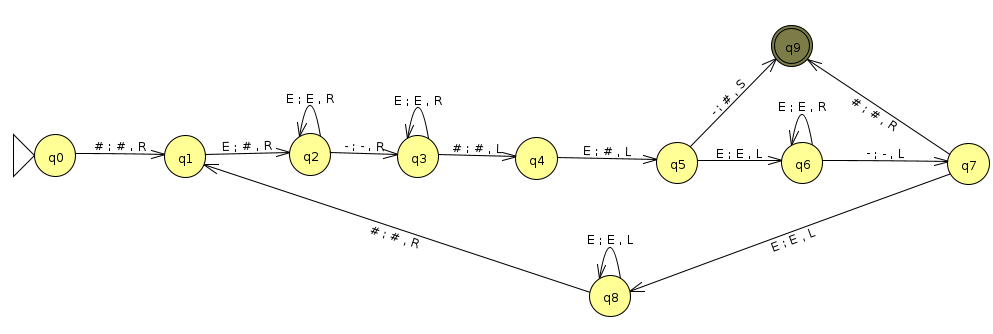 q9
- ; # , S
# ; # , R
E ; E , R
E ; E , R
E ; E , R
# ; # , R
E ; # , R
- ; - , R
# ; # , L
E ; # , L
E ; E , L
- ; - , L
q0
q1
q2
q3
q4
q5
q6
q7
# ; # , R
E ; E , L
E ; E , L
q8